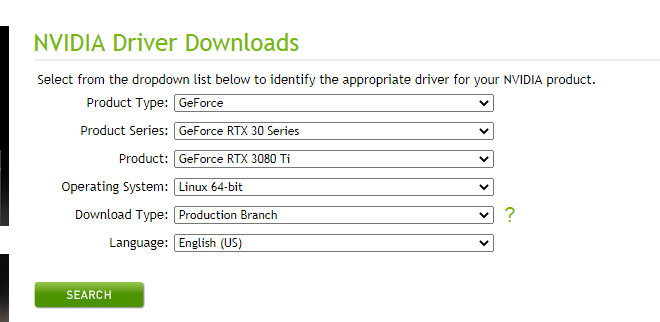 NVIDIA Driver Downloads
Select from the dropdown list below to identify the appropriate driver for your NVIDIA product.
Product Type: GeForce
Product Series: GeForce RTX 30 Series
Product: GeForce RTX 3080 Ti
Operating System: Linux 64-bit
Download Type: Production Branch ?
Language: English (US)
SEARCH